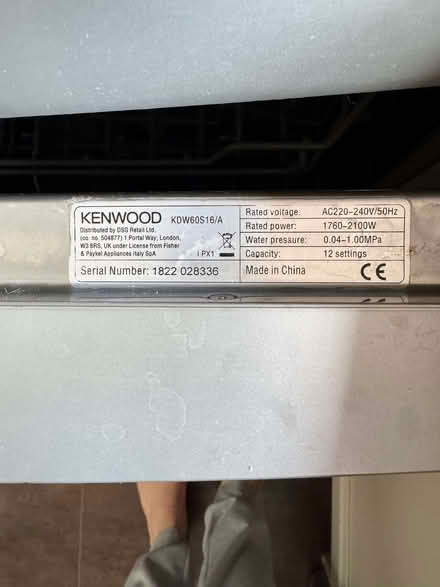 KENWOOD KDW60S16/A
Distributed by DSG Retail Ltd.
(co. no. 504877) 1 Portal Way, London,
W3 6RS, UK under License from Fisher
& Paykel Appliances Italy SpA
IPX1
Serial Number: 1822 028336
Rated voltage: AC220-240V/50Hz
Rated power: 1760-2100W
Water pressure: 0.04-1.00MPa
Capacity: 12 settings
Made in China CE